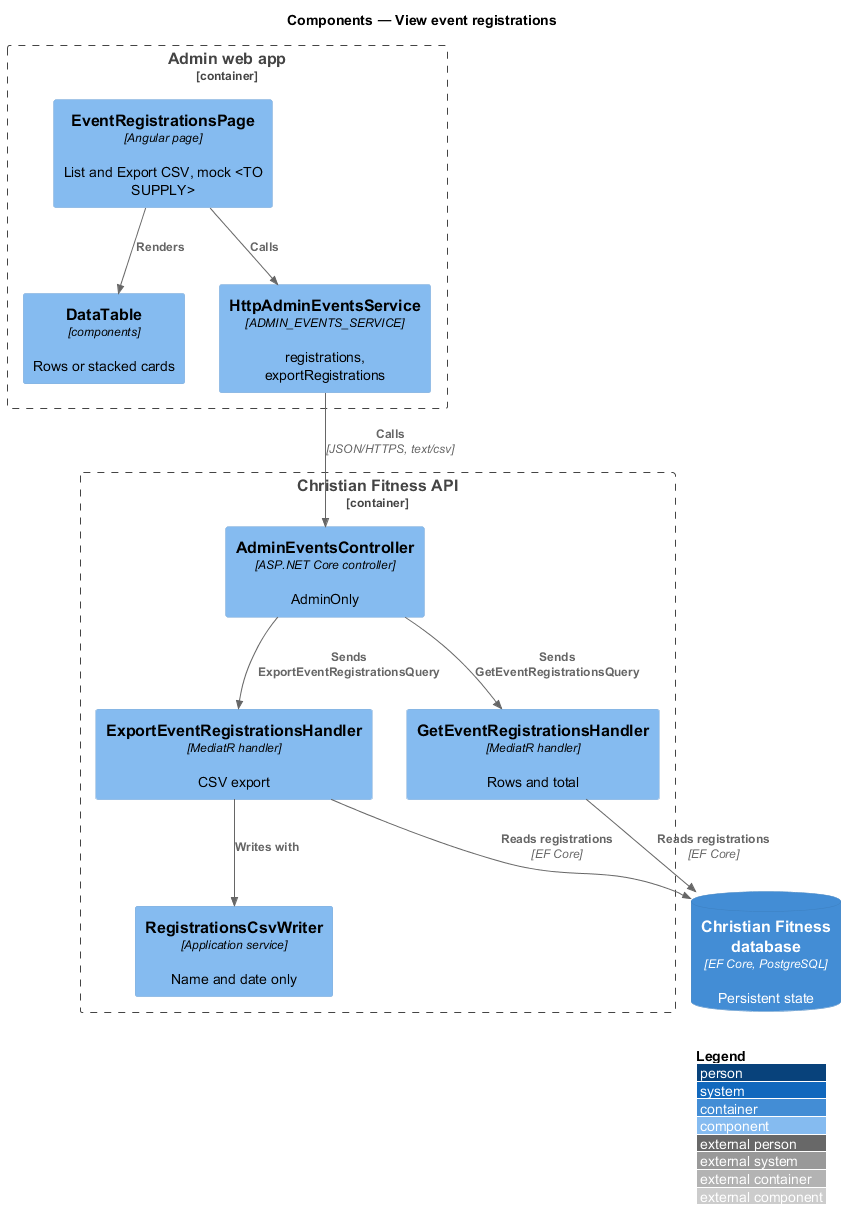 Components — View event registrations
Admin web app
[container]
EventRegistrationsPage
[Angular page]
List and Export CSV, mock <TO
SUPPLY>
Renders
Calls
DataTable
[components]
Rows or stacked cards
HttpAdminEventsService
[ADMIN_EVENTS_SERVICE]
registrations,
exportRegistrations
Calls
[JSON/HTTPS, text/csv]
Christian Fitness API
[container]
AdminEventsController
[ASP.NET Core controller]
AdminOnly
Sends
ExportEventRegistrationsQuery
Sends
GetEventRegistrationsQuery
ExportEventRegistrationsHandler
[MediatR handler]
CSV export
GetEventRegistrationsHandler
[MediatR handler]
Rows and total
Writes with
Reads registrations
[EF Core]
Reads registrations
[EF Core]
RegistrationsCsvWriter
[Application service]
Name and date only
Christian Fitness
database
[EF Core, PostgreSQL]
Persistent state
Legend
person
system
container
component
external person
external system
external container
external component